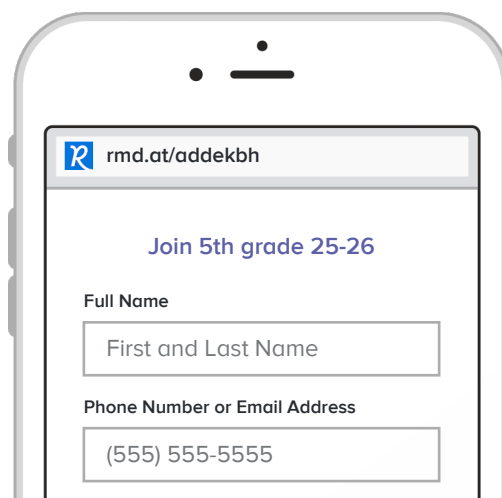 rmd.at/addekbh
Join 5th grade 25-26
Full Name
First and Last Name
Phone Number or Email Address
(555) 555-5555